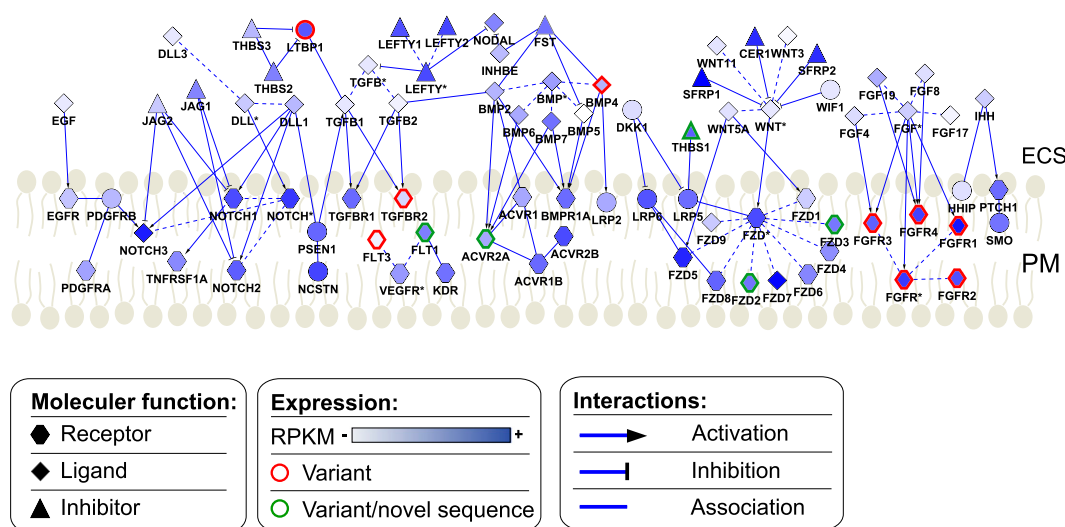 LTBP1
THBS3
LEFTY1
LEFTY2
NODAL
FST
DLL3
CER1
WNT3
WNT11
INHBE
THBS2
TGFB*
LEFTY*
SFRP2
SFRP1
JAG1
BMP*
BMP4
FGF19
FGF8
EGF
JAG2
DLL*
DLL1
TGFB1
TGFB2
BMP2
BMP6
BMP7
BMP5
DKK1
THBS1
WNT5A
WNT*
WIF1
FGF4
FGF*
FGF17
IHH
ECS
EGFR
PDGFRB
NOTCH1
NOTCH*
TGFBR1
TGFBR2
ACVR1
BMPR1A
LRP2
LRP6
LRP5
FZD1
HHIP
PTCH1
NOTCH3
PSEN1
FLT3
FLT1
ACVR2A
ACVR2B
FZD9
FZD*
FZD3
FGFR3
FGFR4
FGFR1
SMO
PM
PDGFRA
TNFRSF1A
NOTCH2
NCSTN
VEGFR*
KDR
ACVR1B
FZD5
FZD8
FZD2
FZD7
FZD6
FZD4
FGFR*
FGFR2
Moleculer function:
Receptor
Ligand
Inhibitor
Expression:
RPKM - +
Variant
Variant/novel sequence
Interactions:
Activation
Inhibition
Association